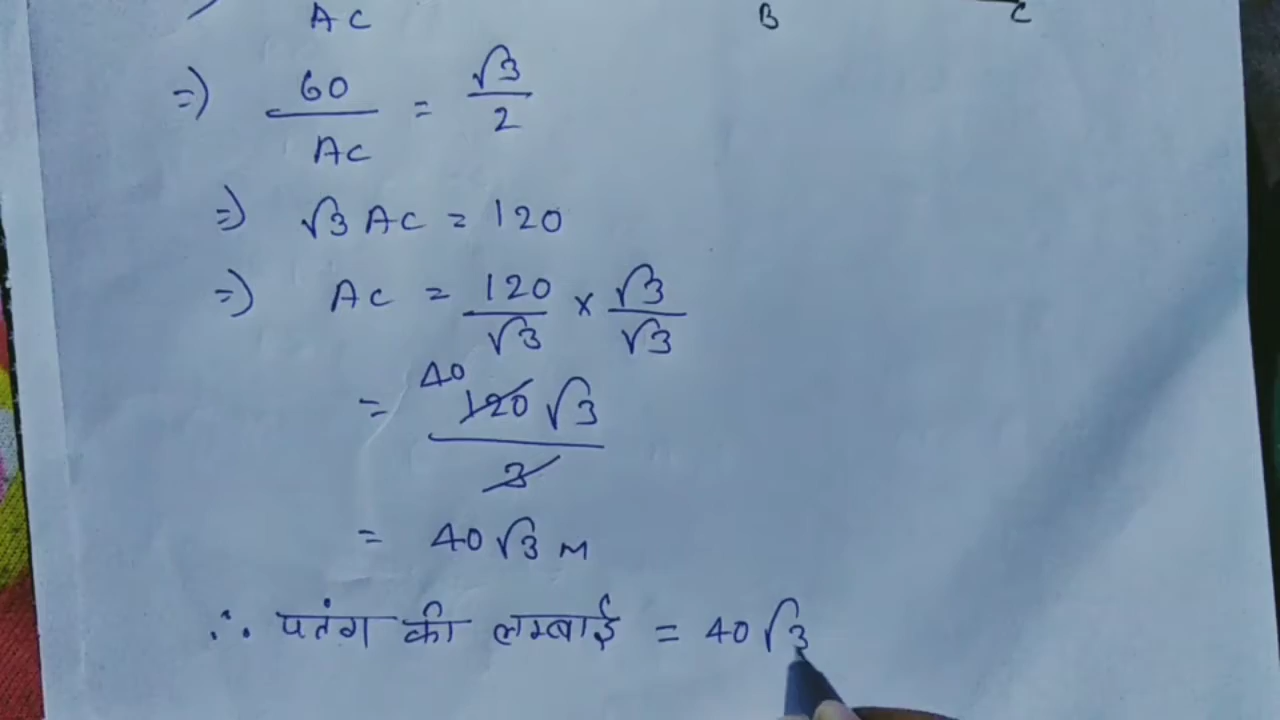 AC B C
=> 60/AC = √3/2
=> √3 AC = 120
=> AC = 120/√3 × √3/√3
= 40 120 √3/3
= 40 √3 M
∴ पतंग की लम्बाई = 40 √3